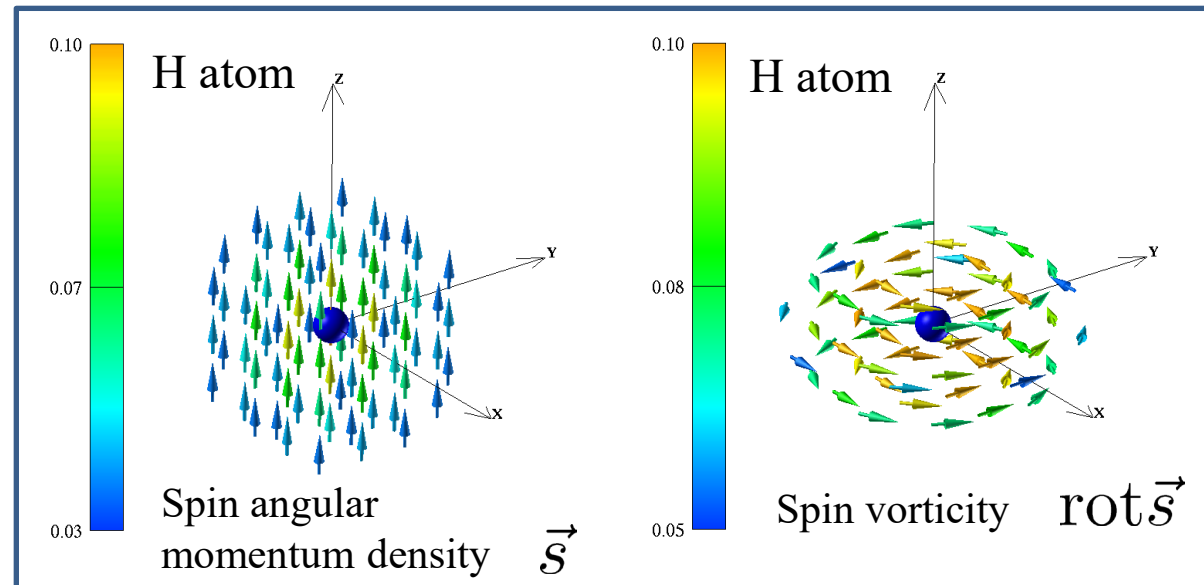 0.10
H atom
Z
Y
0.07
X
0.03
Spin angular
momentum density s⃗
0.10
H atom
Z
Y
0.08
X
0.05
Spin vorticity rots⃗